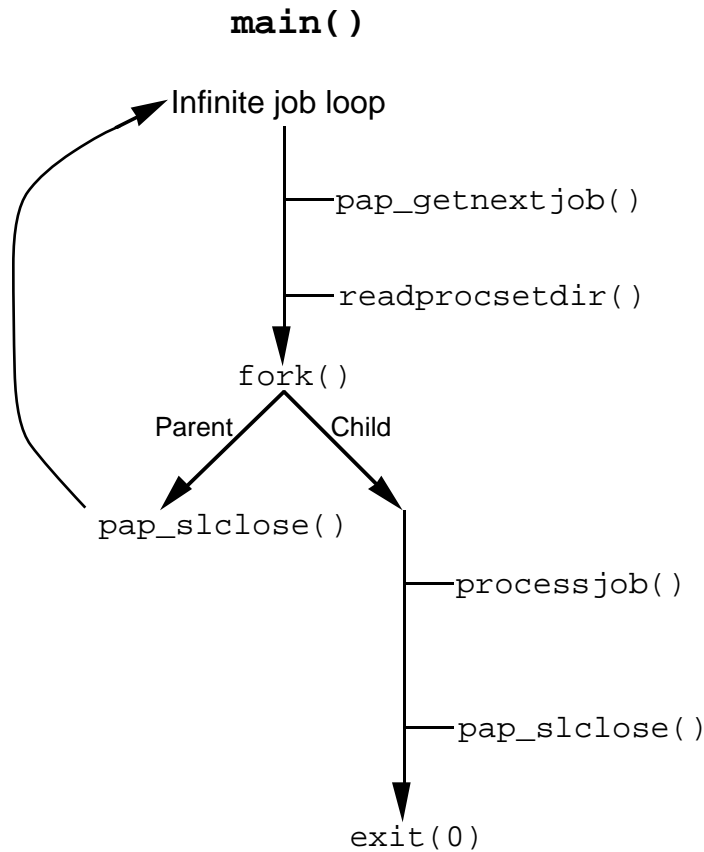 main()
Infinite job loop
pap_getnextjob()
readprocsetdir()
fork()
Parent
Child
pap_slclose()
processjob()
pap_slclose()
exit(0)